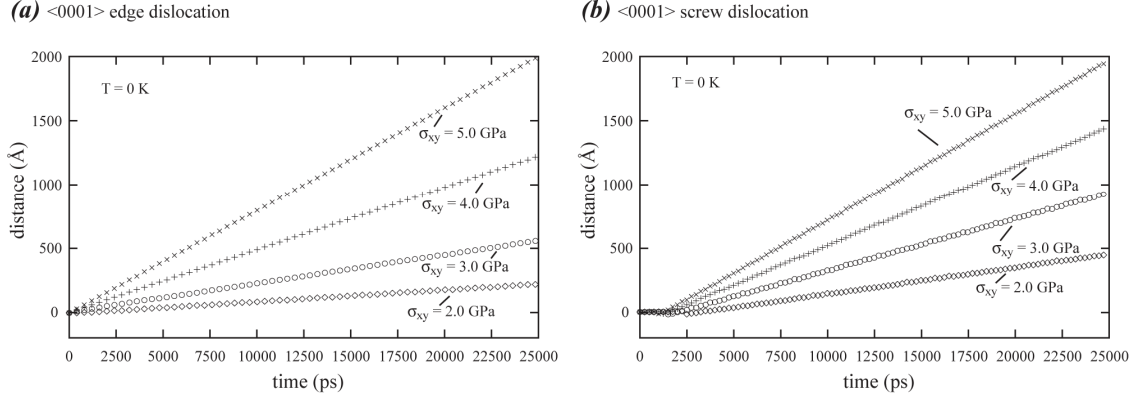 (a) <0001> edge dislocation
2000
1500
1000
500
0
distance (Å)
T = 0 K
σxy = 5.0 GPa
σxy = 4.0 GPa
σxy = 3.0 GPa
σxy = 2.0 GPa
0 2500 5000 7500 10000 12500 15000 17500 20000 22500 25000
time (ps)
(b) <0001> screw dislocation
2000
1500
1000
500
0
distance (Å)
T = 0 K
σxy = 5.0 GPa
σxy = 4.0 GPa
σxy = 3.0 GPa
σxy = 2.0 GPa
0 2500 5000 7500 10000 12500 15000 17500 20000 22500 25000
time (ps)